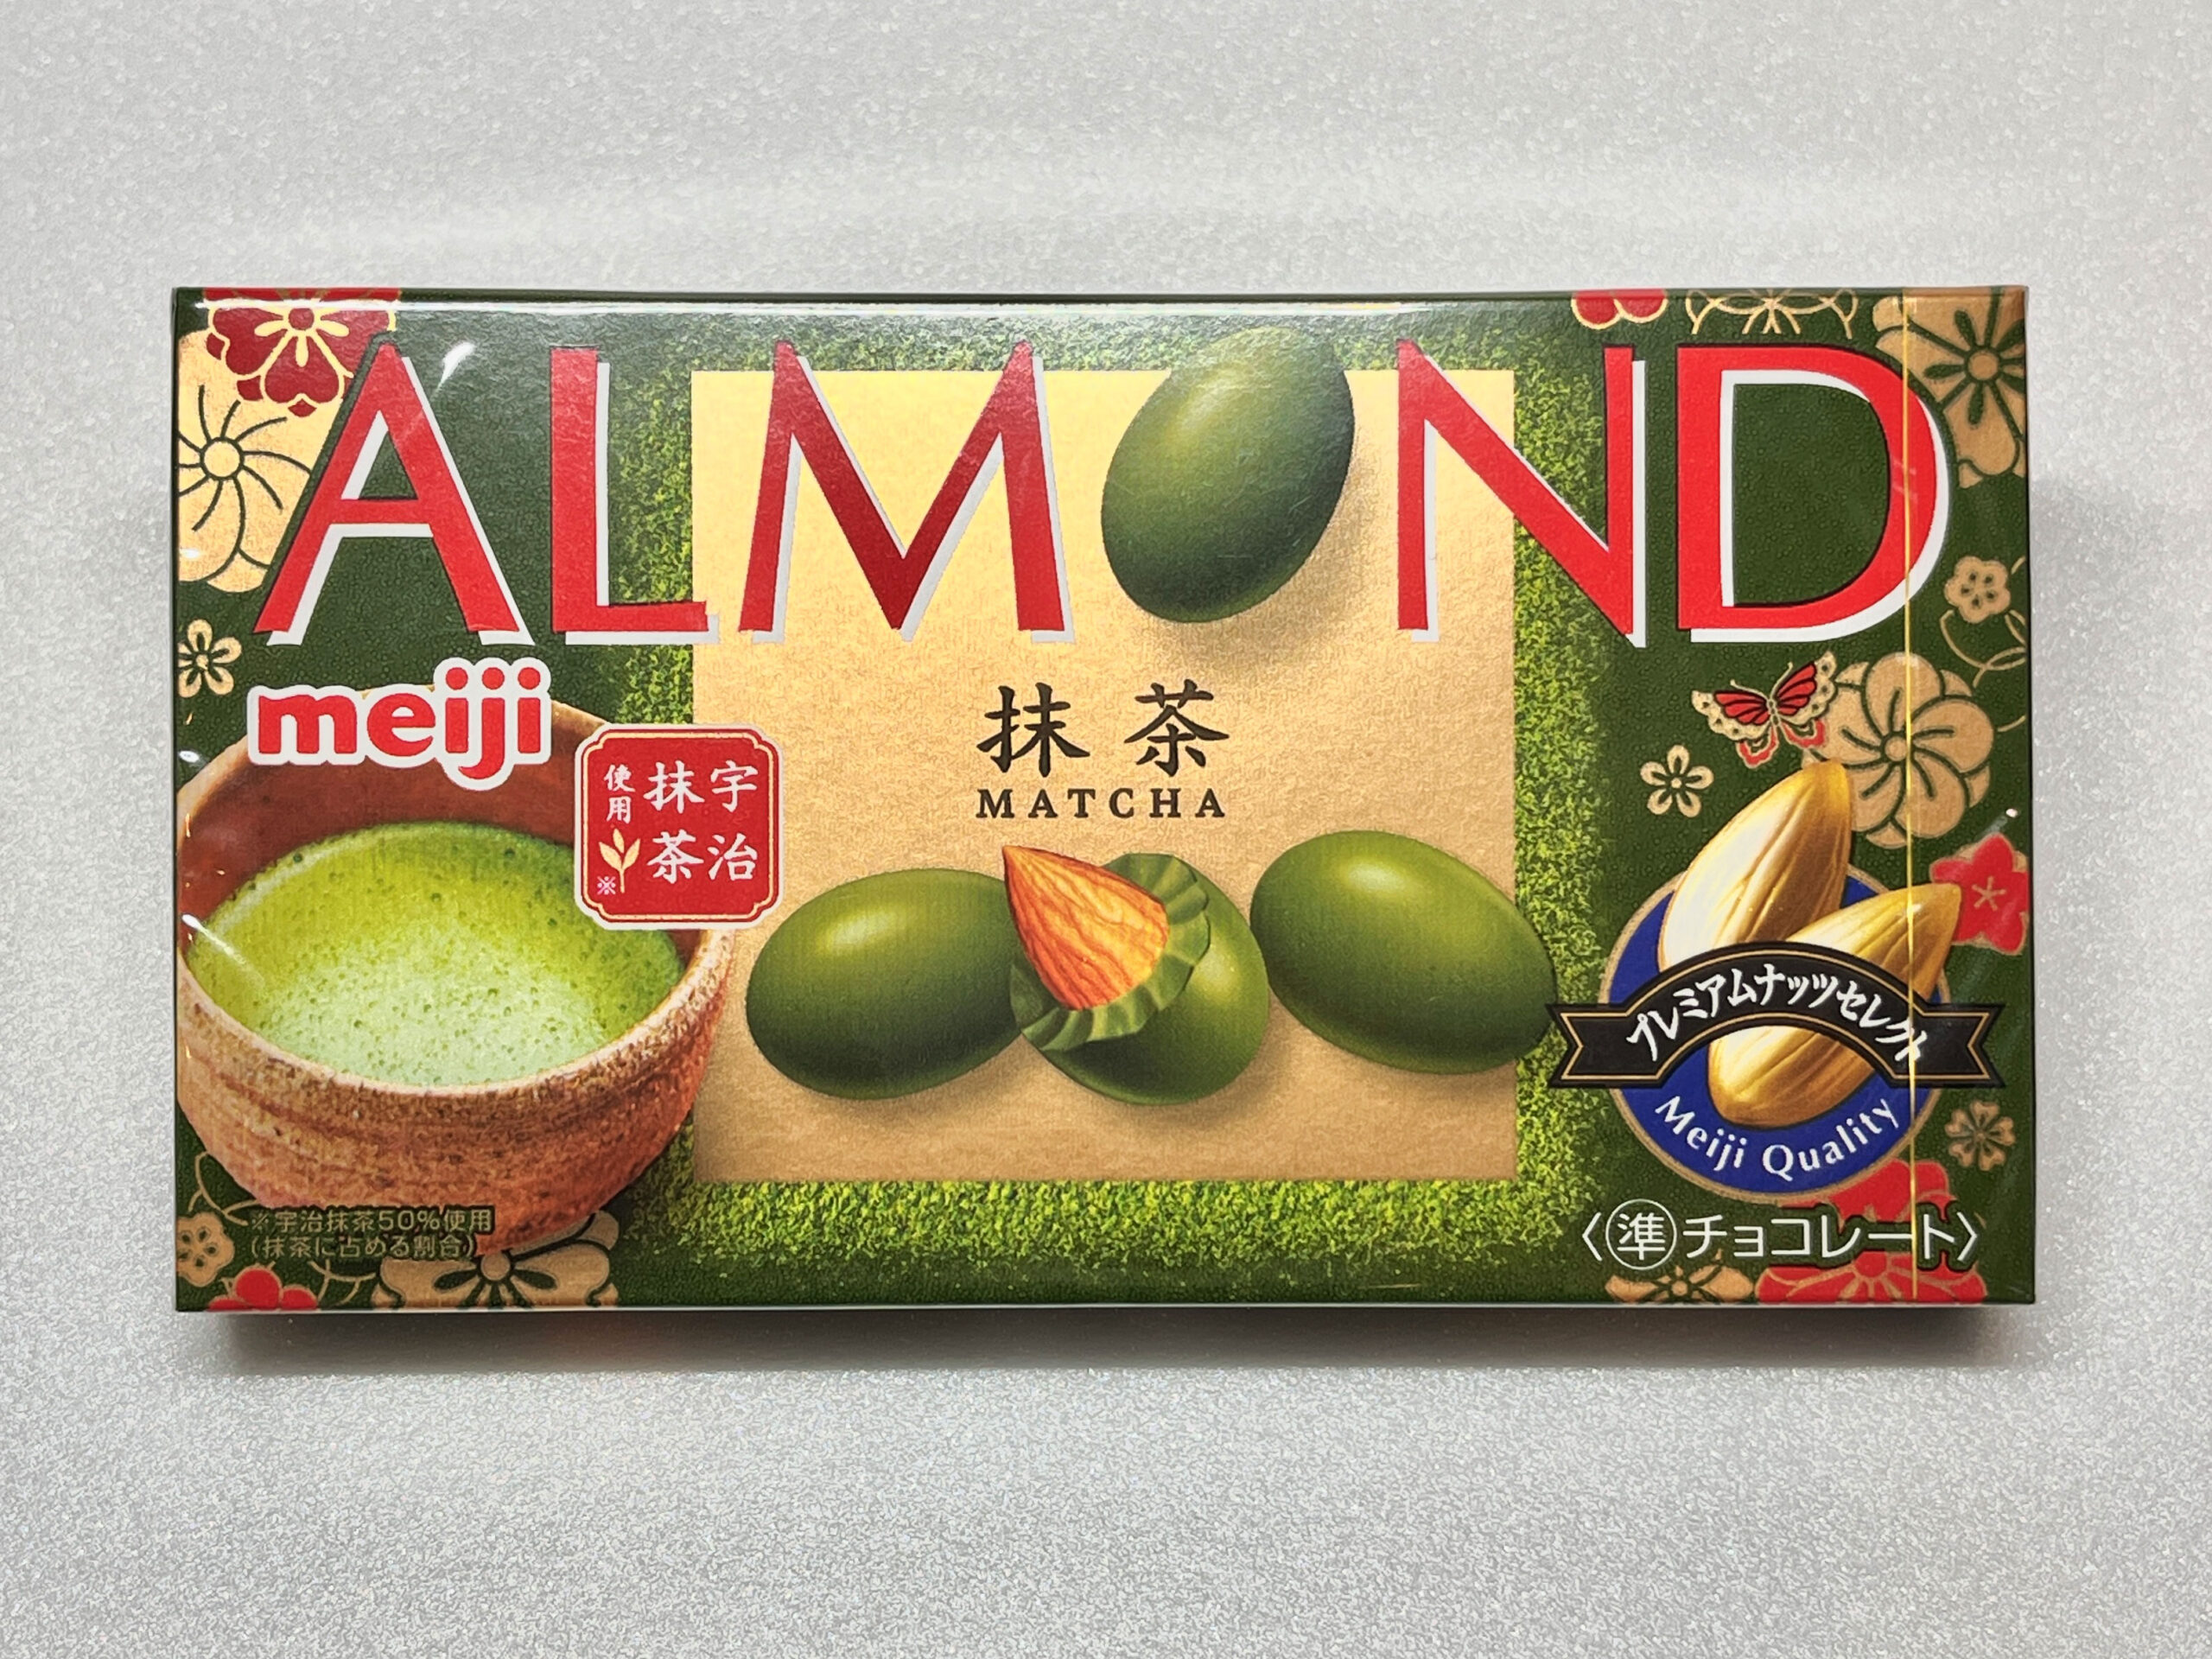 ALMOND
meiji
宇治
抹茶
使用
※
抹茶
MATCHA
プレミアムナッツセレクト
Meiji Quality
※宇治抹茶50%使用
(抹茶に占める割合)
〈㊜チョコレート〉